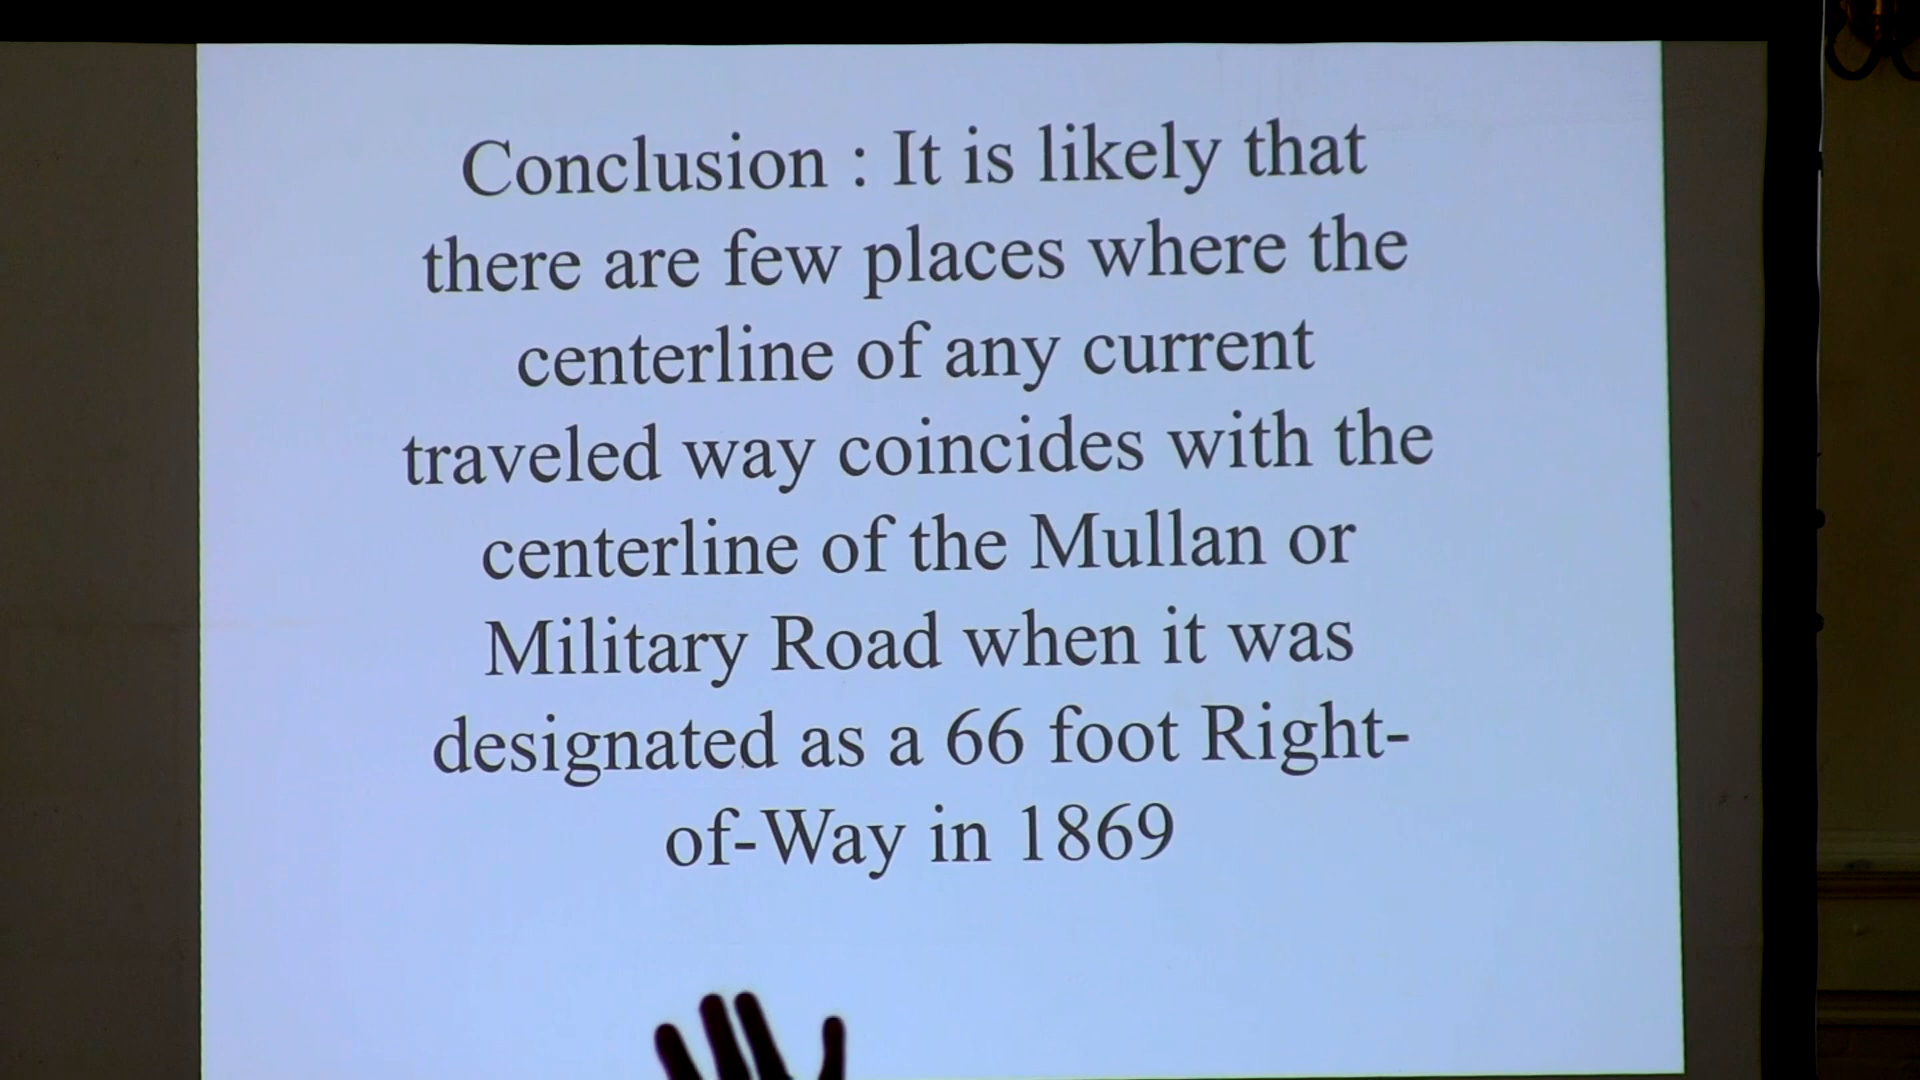 Conclusion : It is likely that
there are few places where the
centerline of any current
traveled way coincides with the
centerline of the Mullan or
Military Road when it was
designated as a 66 foot Right-
of-Way in 1869